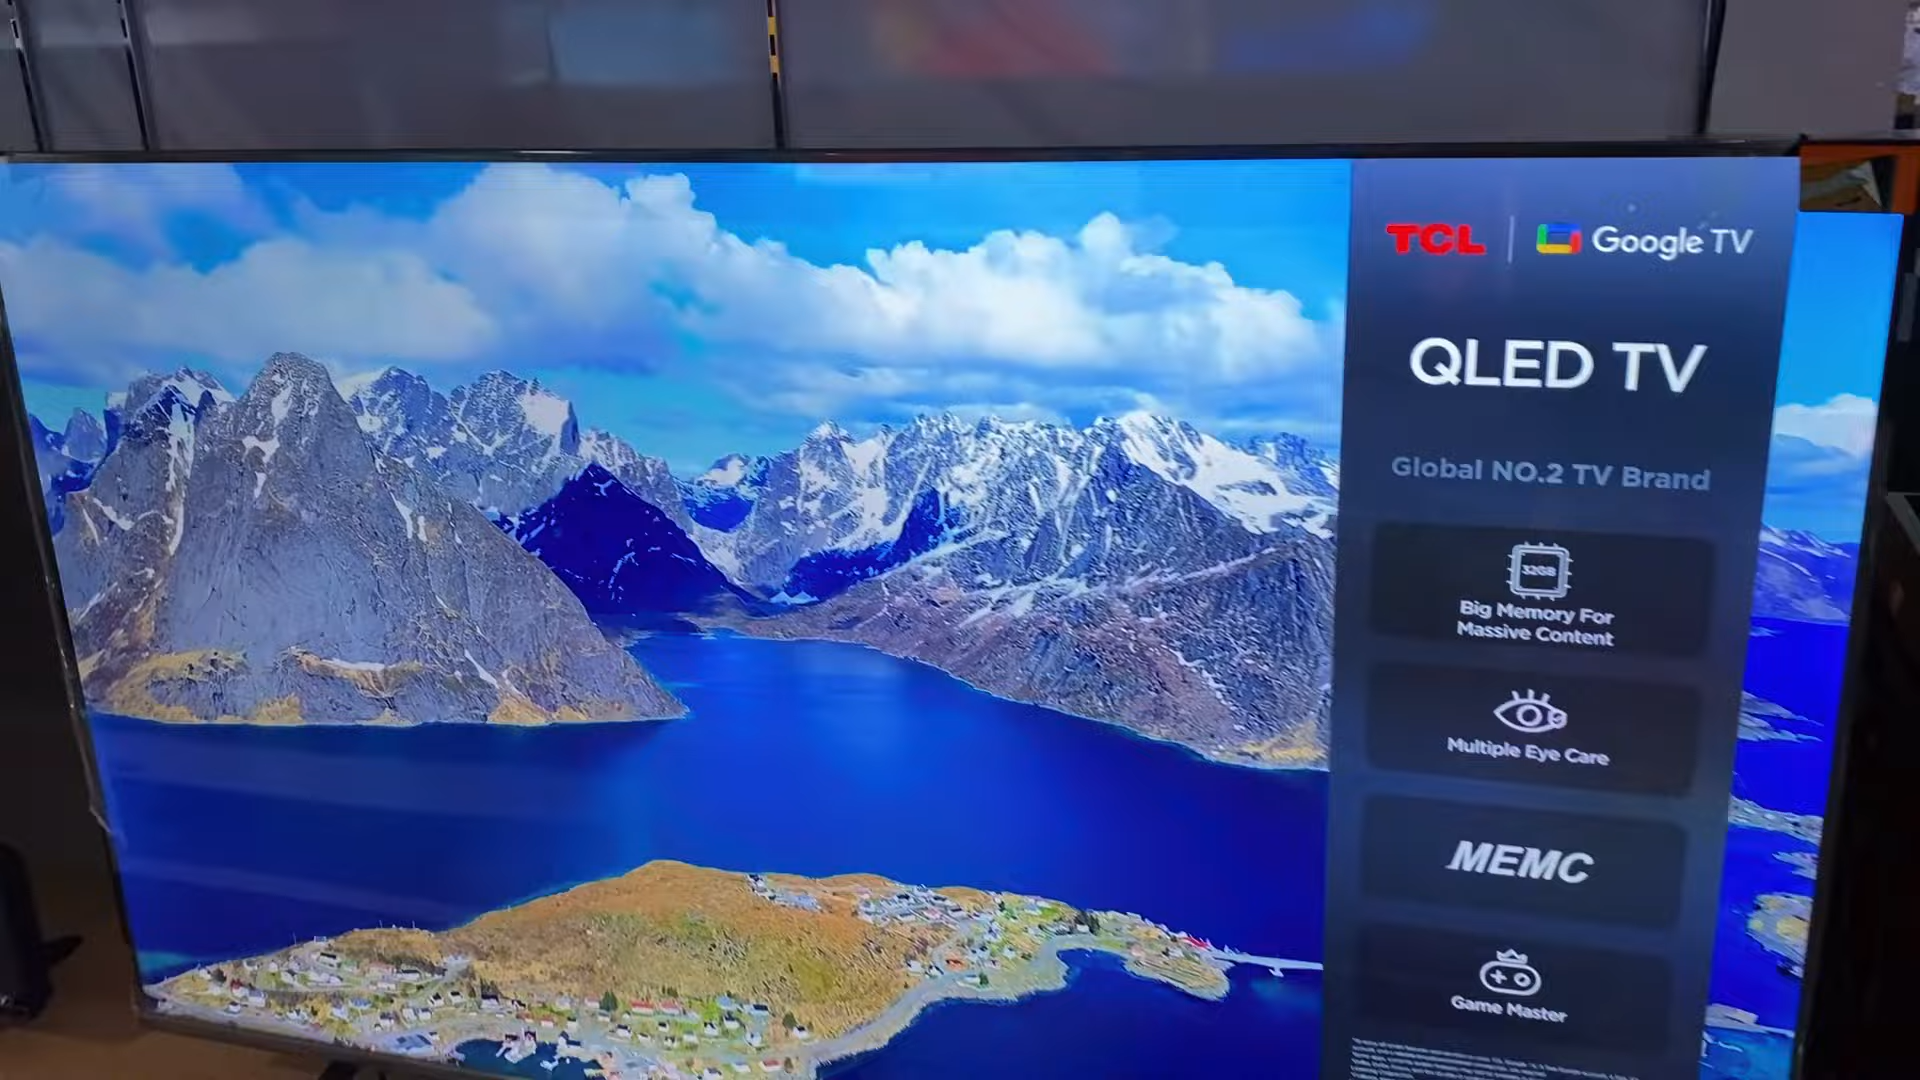 TCL | Google TV
QLED TV
Global NO.2 TV Brand
32GB
Big Memory For
Massive Content
Multiple Eye Care
MEMC
Game Master